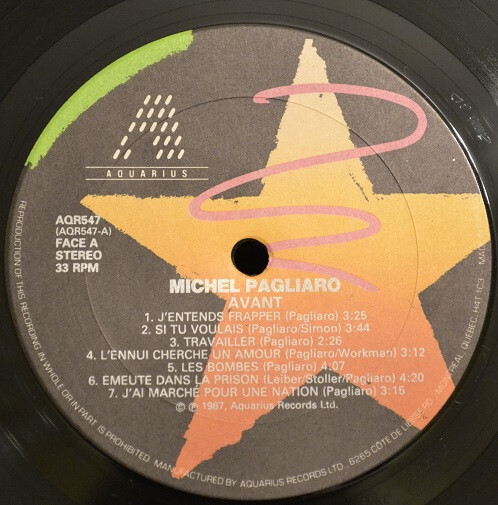 AQUARIUS
AQR547
(AQR547-A)
FACE A
STEREO
33 RPM
MICHEL PAGLIARO
AVANT
1. J'ENTENDS FRAPPER (Pagliaro) 3:25
2. SI TU VOULAIS (Pagliaro/Simon) 3:44
3. TRAVAILLER (Pagliaro) 2:26
4. L'ENNUI CHERCHE UN AMOUR (Pagliaro/Workman) 3:12
5. LES BOMBES (Pagliaro) 4:07
6. EMEUTE DANS LA PRISON (Leiber/Stoller/Pagliaro) 4:20
7. J'AI MARCHE POUR UNE NATION (Pagliaro) 3:15
© ℗ 1987, Aquarius Records Ltd.
REPRODUCTION OF THIS RECORDING IN WHOLE OR IN PART IS PROHIBITED. MANUFACTURED BY AQUARIUS RECORDS LTD., 6265 CÔTE DE MONTREAL, QUEBEC H4T 1C3